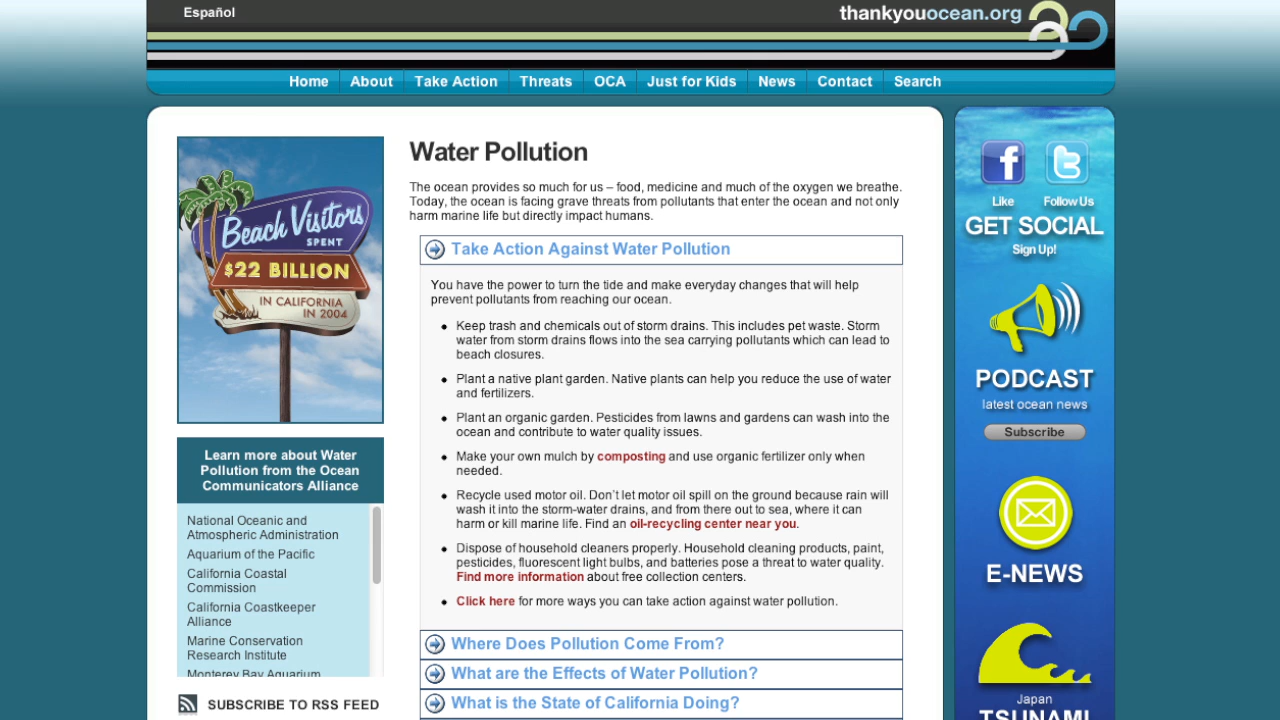 Español
thankyouocean.org
Home About Take Action Threats OCA Just for Kids News Contact Search
Beach Visitors
SPENT
$22 BILLION
IN CALIFORNIA
IN 2004
Learn more about Water
Pollution from the Ocean
Communicators Alliance
National Oceanic and
Atmospheric Administration
Aquarium of the Pacific
California Coastal
Commission
California Coastkeeper
Alliance
Marine Conservation
Research Institute
Monterey Bay Aquarium
SUBSCRIBE TO RSS FEED
Water Pollution
The ocean provides so much for us – food, medicine and much of the oxygen we breathe.
Today, the ocean is facing grave threats from pollutants that enter the ocean and not only
harm marine life but directly impact humans.
Take Action Against Water Pollution
You have the power to turn the tide and make everyday changes that will help
prevent pollutants from reaching our ocean.
Keep trash and chemicals out of storm drains. This includes pet waste. Storm
water from storm drains flows into the sea carrying pollutants which can lead to
beach closures.
Plant a native plant garden. Native plants can help you reduce the use of water
and fertilizers.
Plant an organic garden. Pesticides from lawns and gardens can wash into the
ocean and contribute to water quality issues.
Make your own mulch by composting and use organic fertilizer only when
needed.
Recycle used motor oil. Don’t let motor oil spill on the ground because rain will
wash it into the storm-water drains, and from there out to sea, where it can
harm or kill marine life. Find an oil-recycling center near you.
Dispose of household cleaners properly. Household cleaning products, paint,
pesticides, fluorescent light bulbs, and batteries pose a threat to water quality.
Find more information about free collection centers.
Click here for more ways you can take action against water pollution.
Where Does Pollution Come From?
What are the Effects of Water Pollution?
What is the State of California Doing?
Like Follow Us
GET SOCIAL
Sign Up!
PODCAST
latest ocean news
Subscribe
E-NEWS
Japan
TSUNAMI